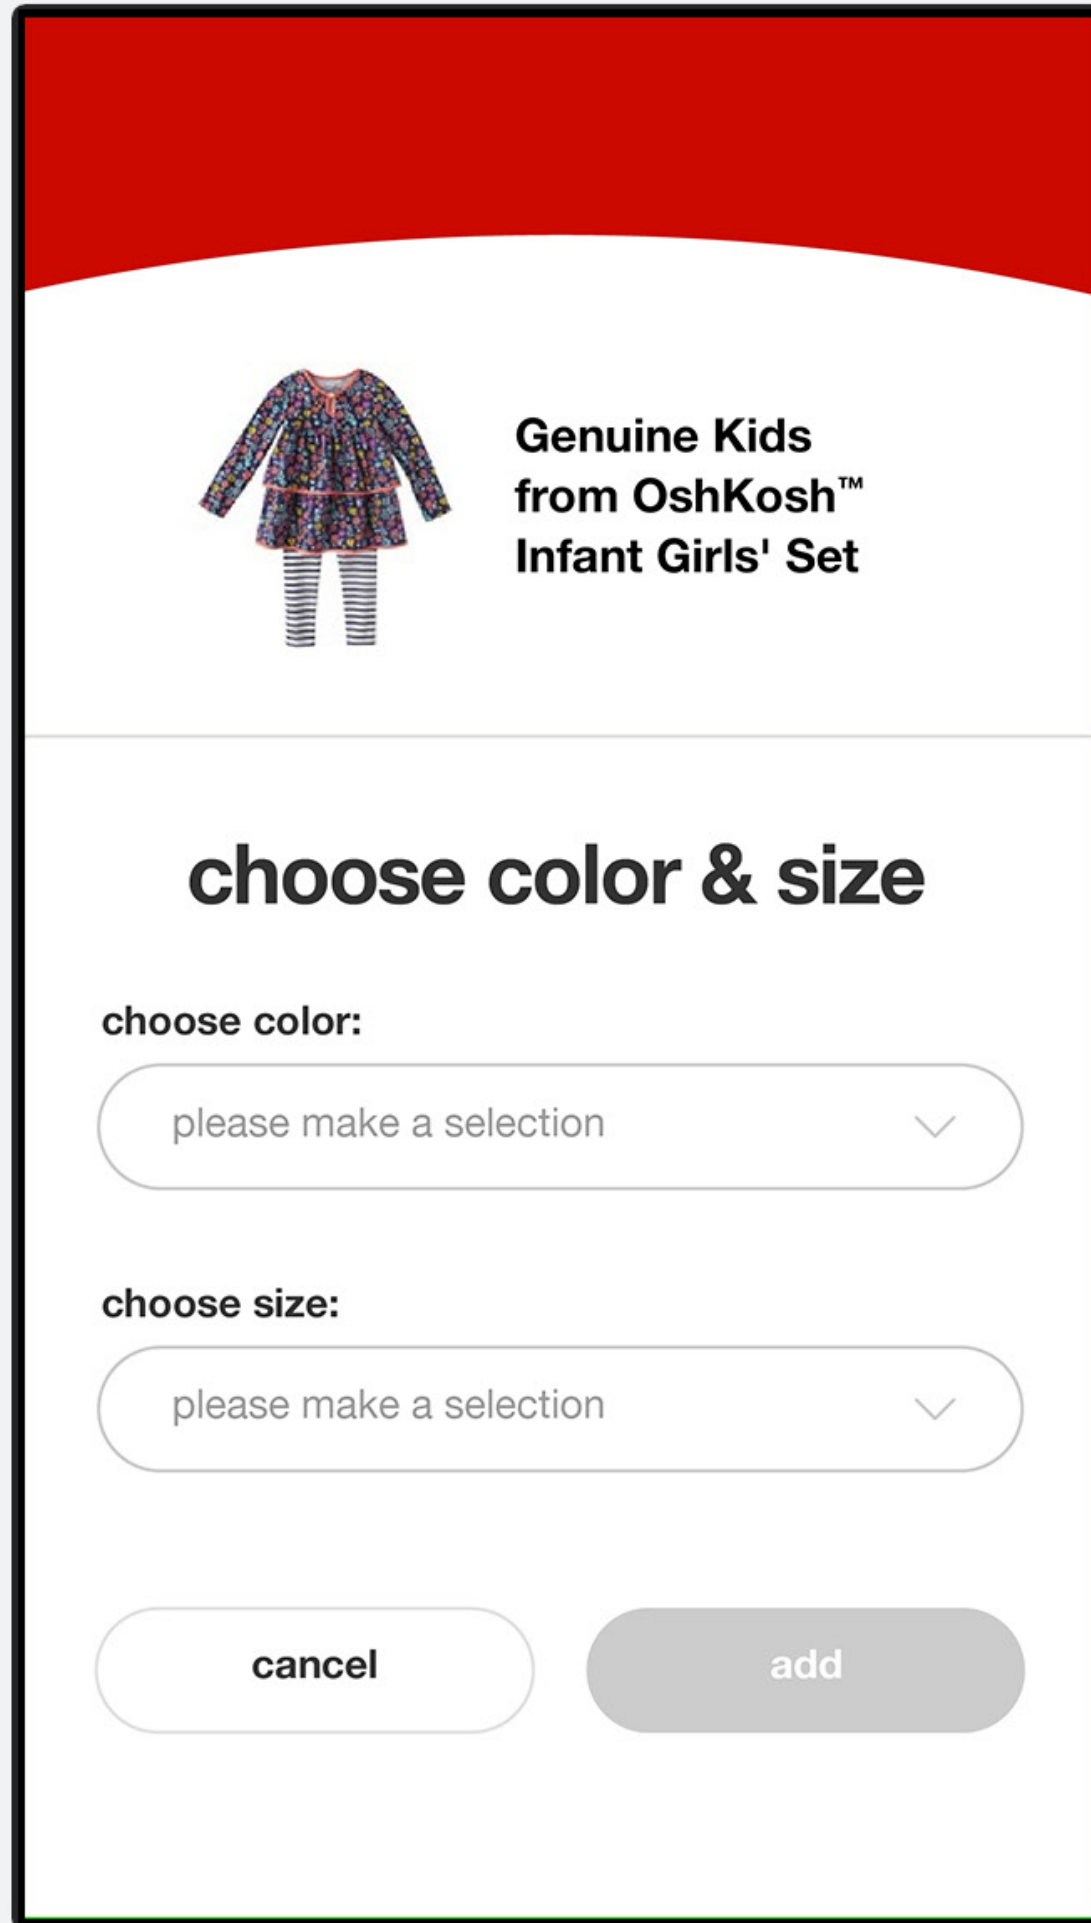 Genuine Kids
from OshKosh™
Infant Girls' Set
choose color & size
choose color:
please make a selection
choose size:
please make a selection
cancel
add